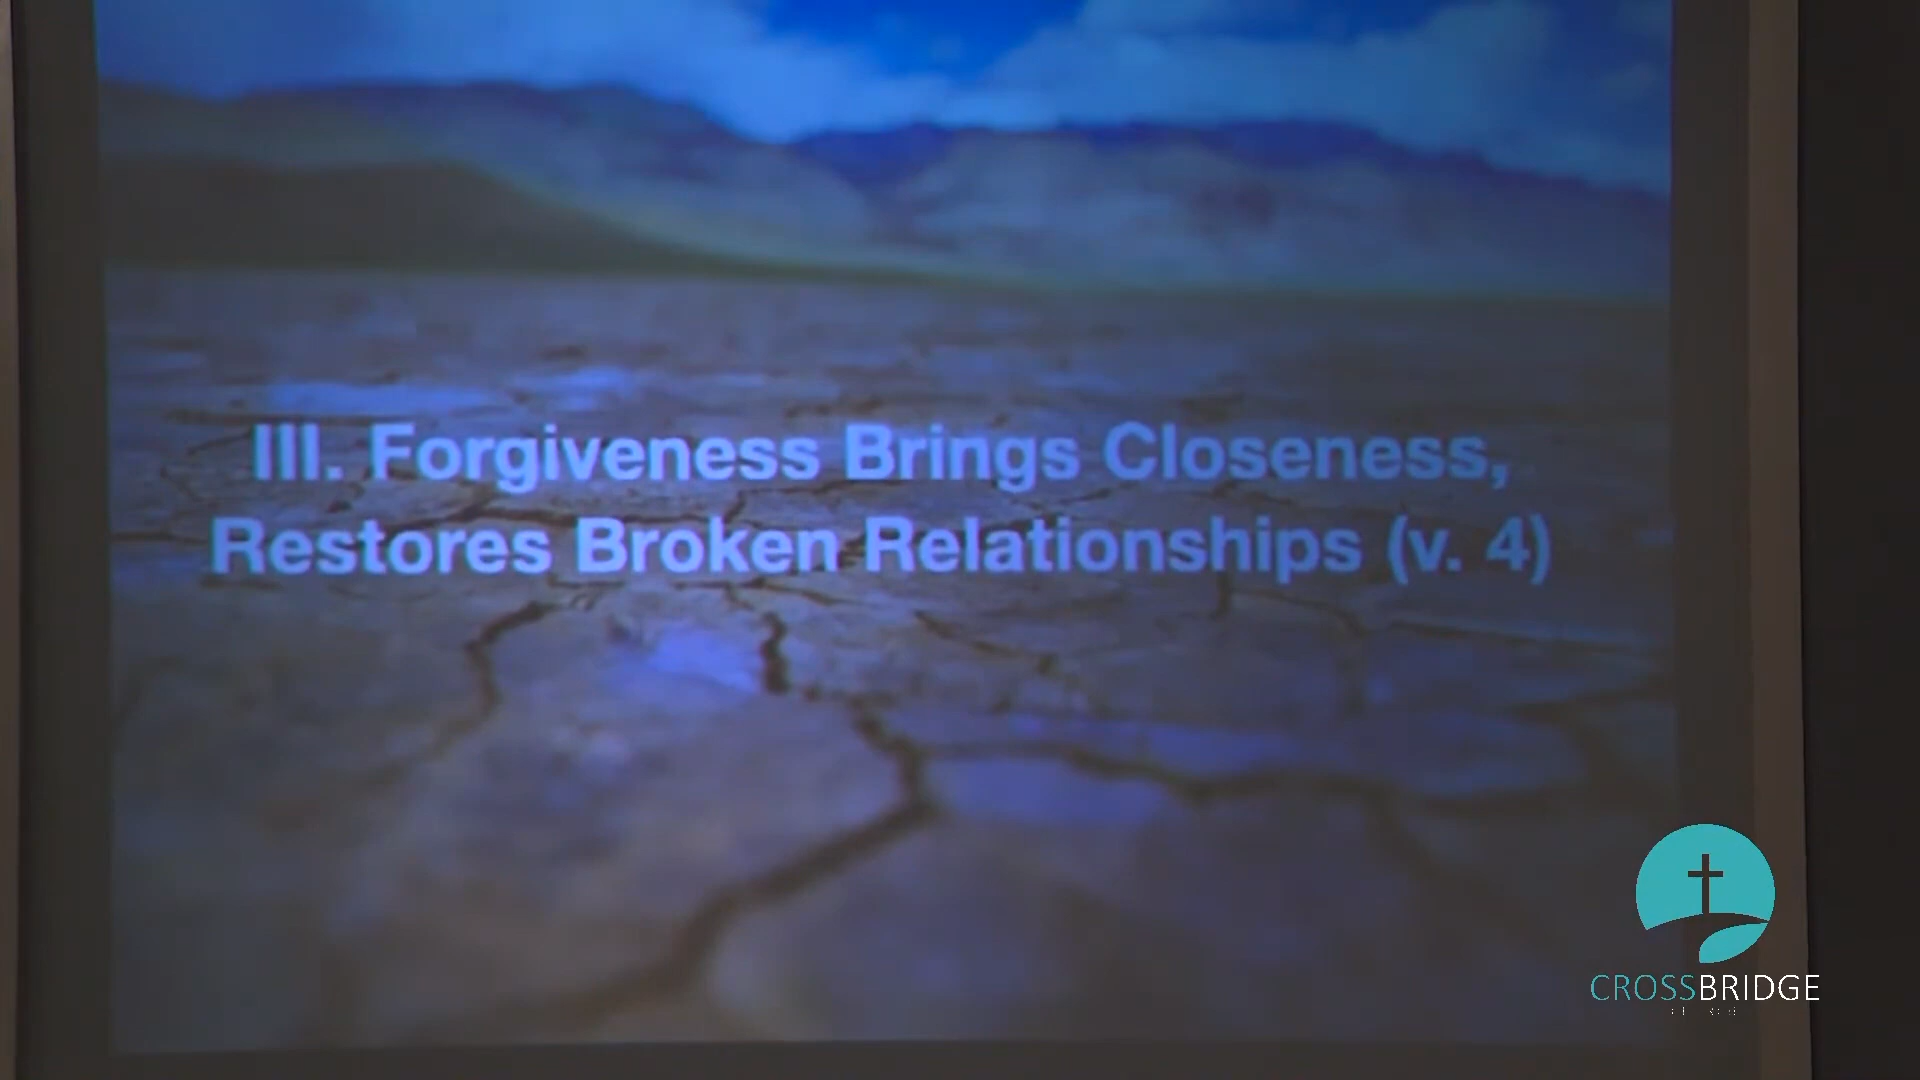 III. Forgiveness Brings Closeness,
Restores Broken Relationships (v. 4)
CROSSBRIDGE